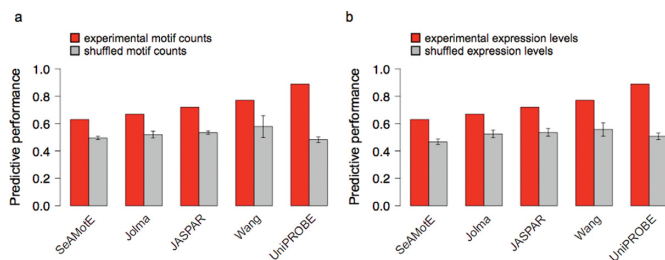 a
experimental motif counts
shuffled motif counts
Predictive performance
1.0
0.8
0.6
0.4
0.2
0.0
SeAMotE
Jolma
JASPAR
Wang
UniPROBE
b
experimental expression levels
shuffled expression levels
Predictive performance
1.0
0.8
0.6
0.4
0.2
0.0
SeAMotE
Jolma
JASPAR
Wang
UniPROBE